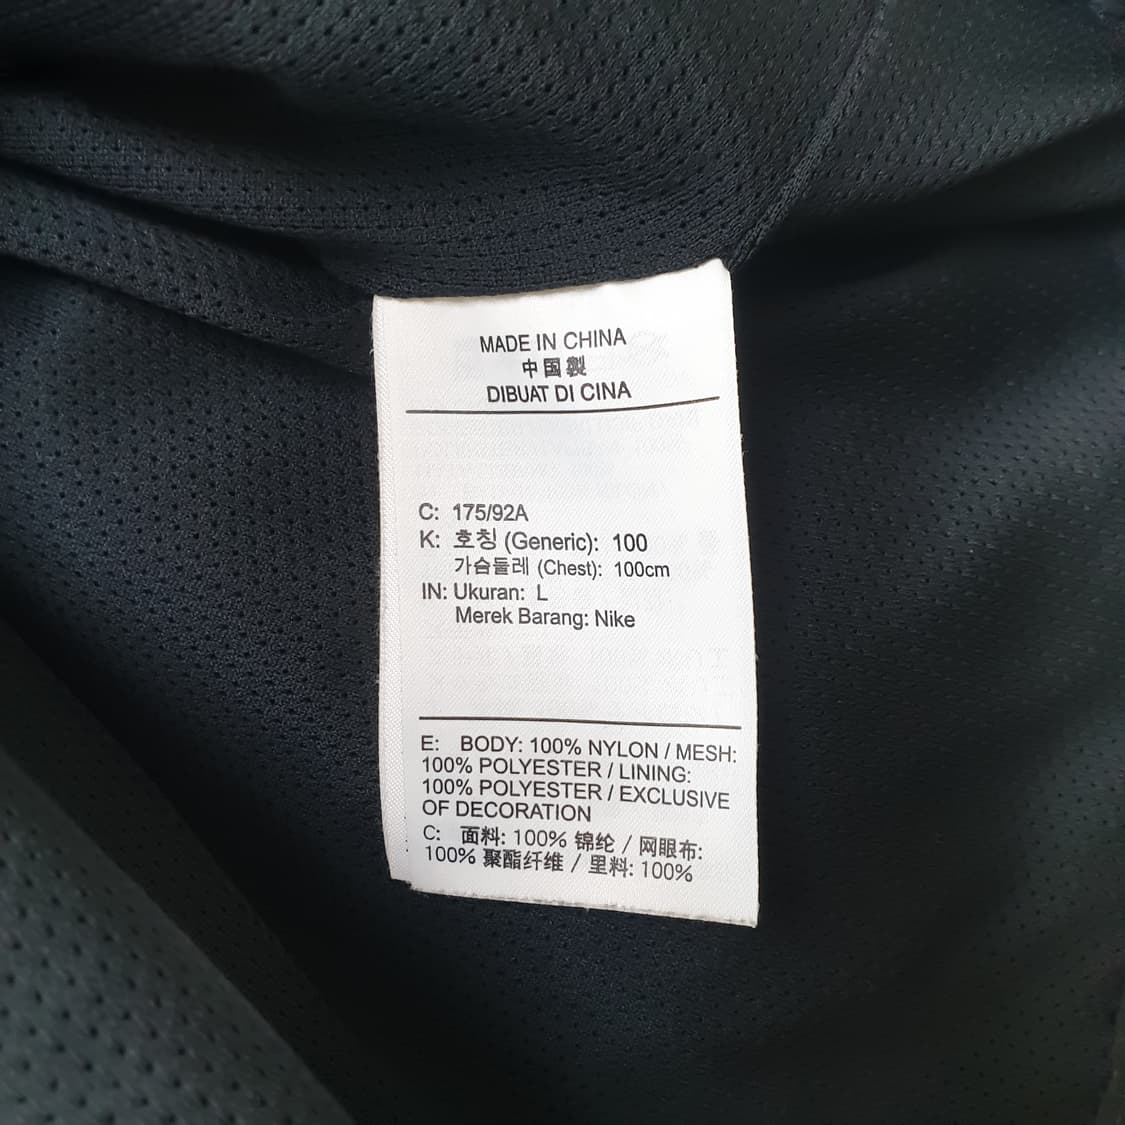 MADE IN CHINA
中国製
DIBUAT DI CINA
C: 175/92A
K: 호칭 (Generic): 100
가슴둘레 (Chest): 100cm
IN: Ukuran: L
Merek Barang: Nike
E: BODY: 100% NYLON / MESH:
100% POLYESTER / LINING:
100% POLYESTER / EXCLUSIVE
OF DECORATION
C: 面料: 100% 锦纶 / 网眼布:
100% 聚酯纤维 / 里料: 100%